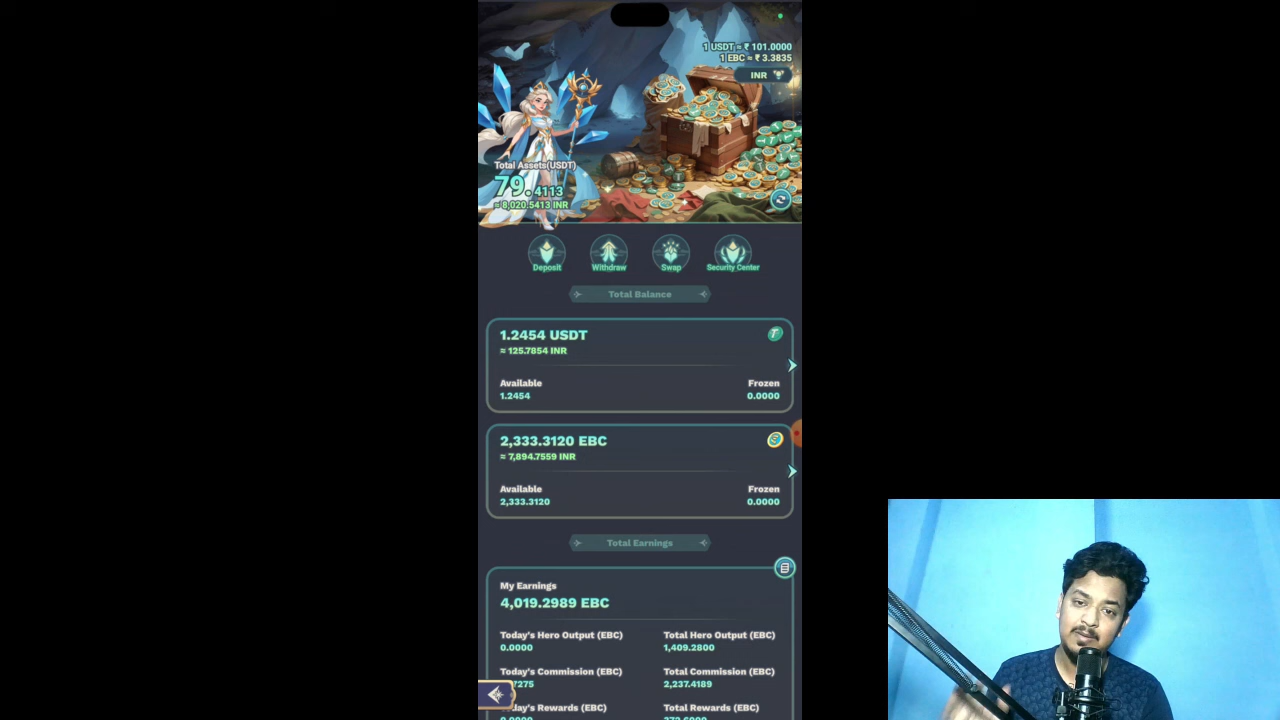 1 USDT ≈ ₹ 101.0000
1 EBC ≈ ₹ 3.3835
INR
Total Assets(USDT)
79.4113
≈ 8,020.5413 INR
Deposit
Withdraw
Swap
Security Center
Total Balance
1.2454 USDT
≈ 125.7854 INR
Available
Frozen
1.2454
0.0000
2,333.3120 EBC
≈ 7,894.7559 INR
Available
Frozen
2,333.3120
0.0000
Total Earnings
My Earnings
4,019.2989 EBC
Today's Hero Output (EBC)
Total Hero Output (EBC)
0.0000
1,409.2800
Today's Commission (EBC)
Total Commission (EBC)
7275
2,237.4189
day's Rewards (EBC)
Total Rewards (EBC)